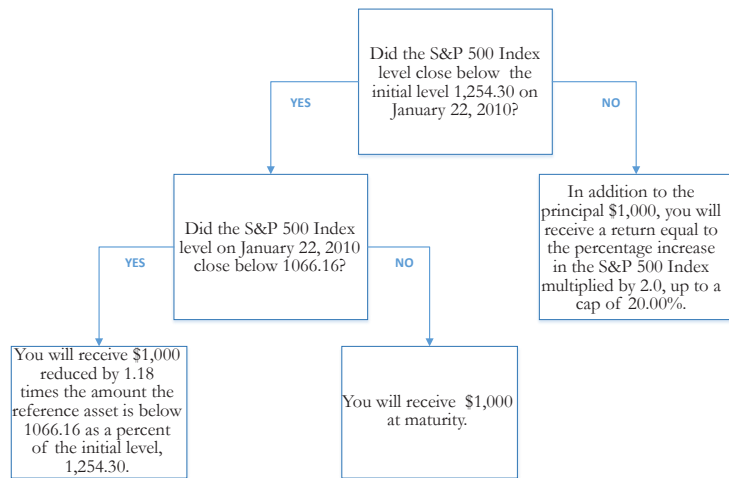 Did the S&P 500 Index
level close below the
initial level 1,254.30 on
January 22, 2010?
YES
NO
Did the S&P 500 Index
level on January 22, 2010
close below 1066.16?
In addition to the
principal $1,000, you will
receive a return equal to
the percentage increase
in the S&P 500 Index
multiplied by 2.0, up to a
cap of 20.00%.
YES
NO
You will receive $1,000
reduced by 1.18
times the amount the
reference asset is below
1066.16 as a percent
of the initial level,
1,254.30.
You will receive $1,000
at maturity.